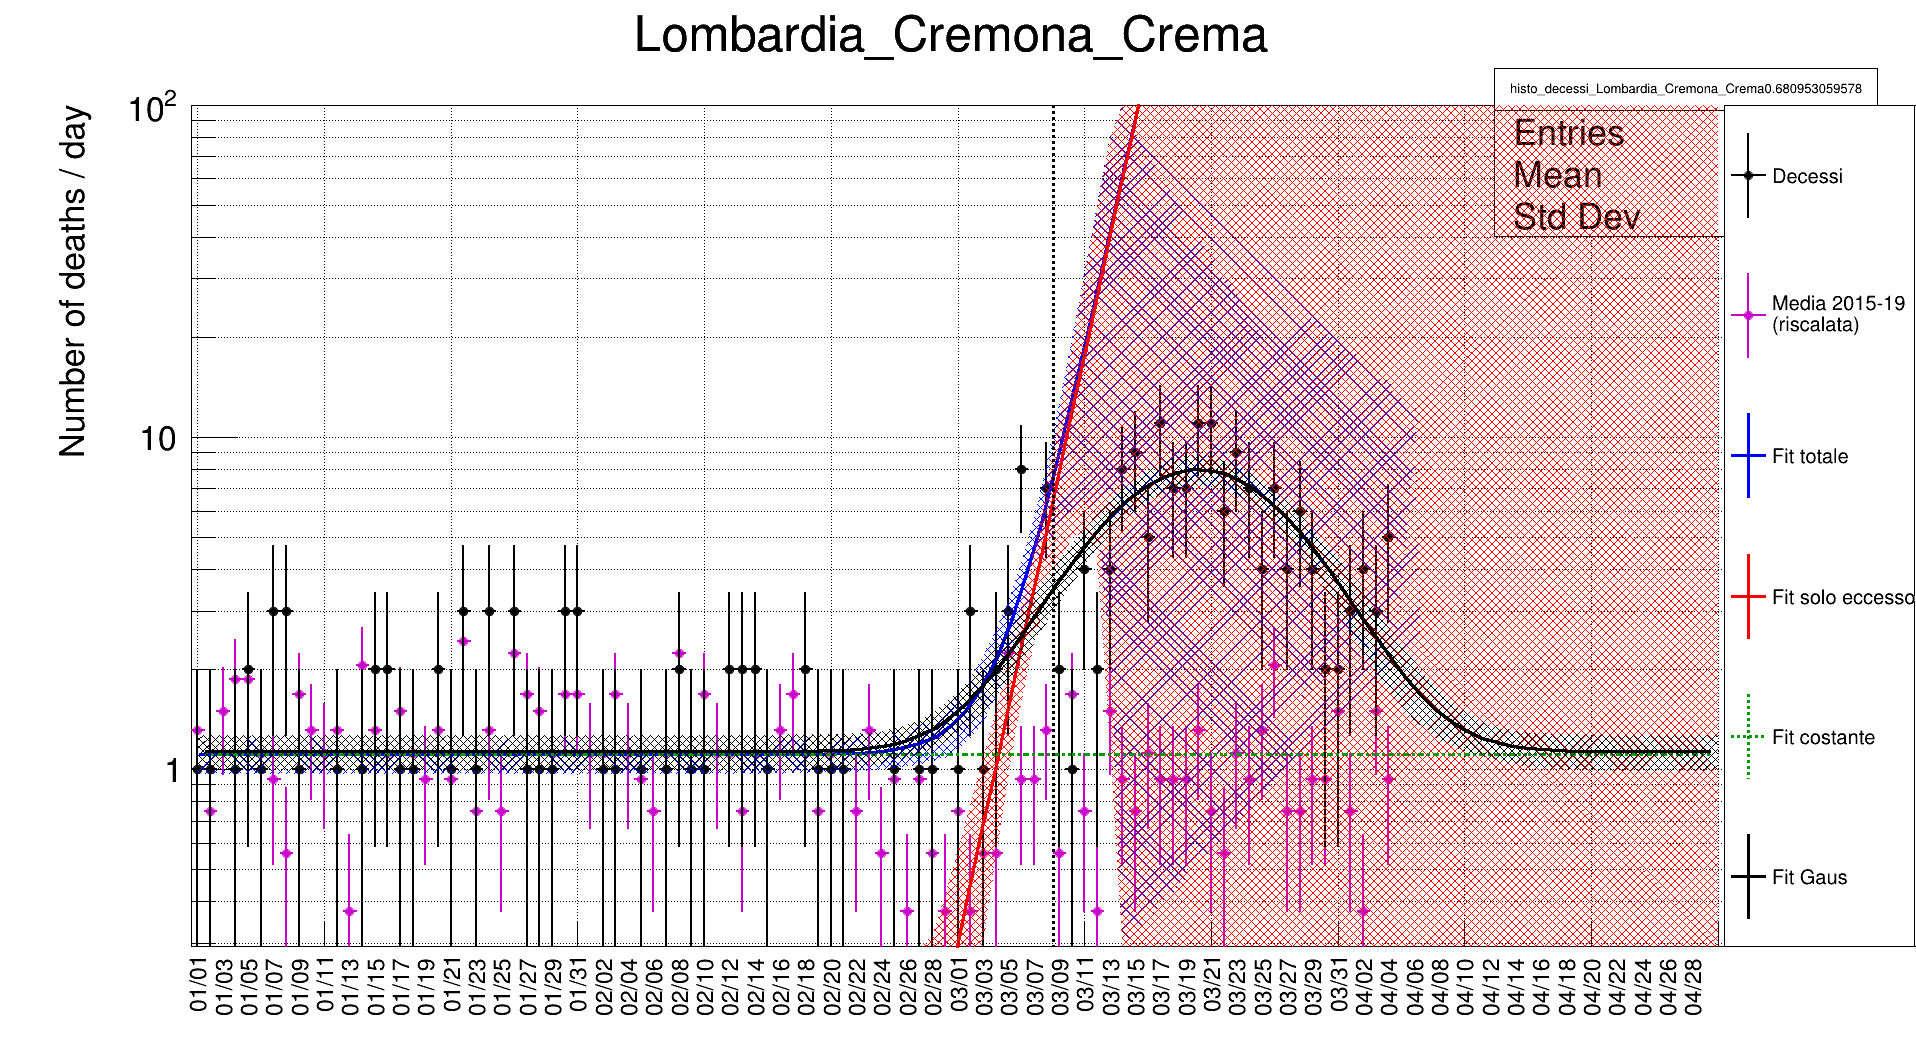 Lombardia_Cremona_Crema
histo_decessi_Lombardia_Cremona_Crema0.680953059578
Entries
Mean
Std Dev
Number of deaths / day
10²
10
1
Decessi
Media 2015-19
(riscalata)
Fit totale
Fit solo eccesso
Fit costante
Fit Gaus
01/01 01/03 01/05 01/07 01/09 01/11 01/13 01/15 01/17 01/19 01/21 01/23 01/25 01/27 01/29 01/31 02/02 02/04 02/06 02/08 02/10 02/12 02/14 02/16 02/18 02/20 02/22 02/24 02/26 02/28 03/01 03/03 03/05 03/07 03/09 03/11 03/13 03/15 03/17 03/19 03/21 03/23 03/25 03/27 03/29 03/31 04/02 04/04 04/06 04/08 04/10 04/12 04/14 04/16 04/18 04/20 04/22 04/24 04/26 04/28